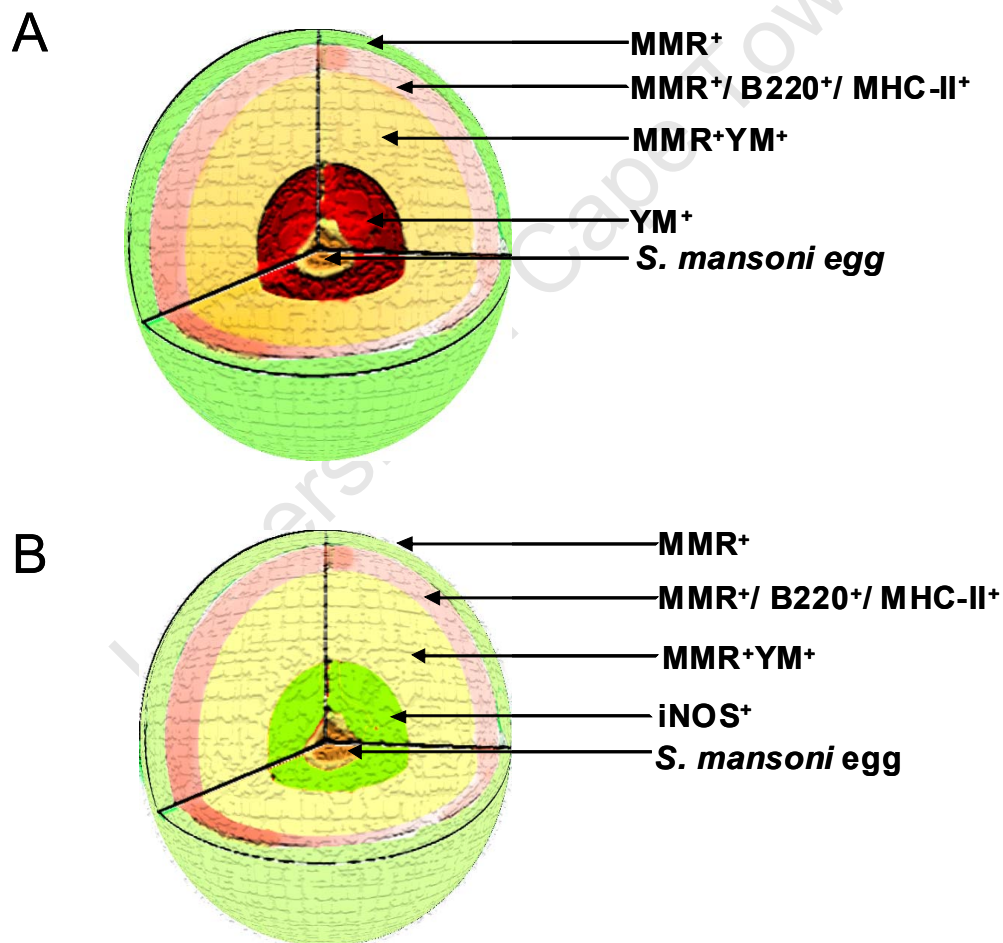 A
MMR⁺
MMR⁺/ B220⁺/ MHC-II⁺
MMR⁺YM⁺
YM⁺
S. mansoni egg
B
MMR⁺
MMR⁺/ B220⁺/ MHC-II⁺
MMR⁺YM⁺
iNOS⁺
S. mansoni egg
Cape